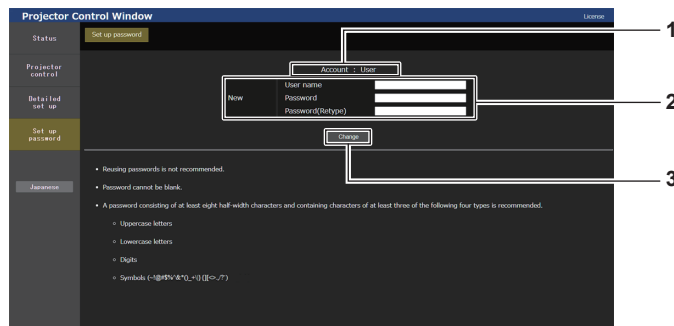 Projector Control Window
License
Status
Set up password
1
Projector
control
Account : User
User name
New
Password
Password(Retype)
2
Detailed
set up
Set up
password
Change
3
• Reusing passwords is not recommended.
• Password cannot be blank.
Japanese
• A password consisting of at least eight half-width characters and containing characters of at least three of the following four types is recommended.
○ Uppercase letters
○ Lowercase letters
○ Digits